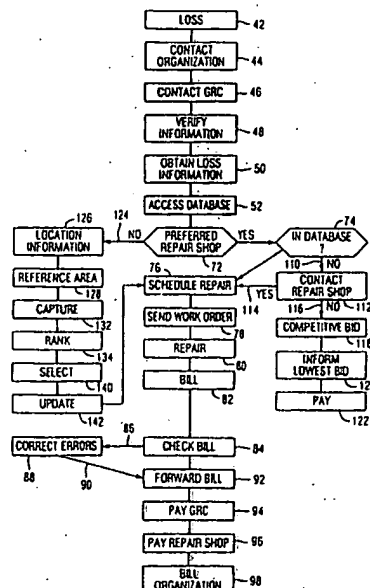 LOSS
42
CONTACT
ORGANIZATION
44
CONTACT GRC
46
VERIFY
INFORMATION
48
OBTAIN LOSS
INFORMATION
50
ACCESS DATABASE
52
126
LOCATION
INFORMATION
124
NO
PREFERRED
REPAIR SHOP
YES
72
74
IN DATABASE
?
110
NO
REFERENCE AREA
128
76
SCHEDULE REPAIR
YES
114
CONTACT
REPAIR SHOP
112
116
NO
CAPTURE
132
SEND WORK ORDER
78
COMPETITIVE BID
118
RANK
134
REPAIR
80
INFORM
LOWEST BID
SELECT
140
BILL
82
PAY
122
UPDATE
142
CORRECT ERRORS
88
86
CHECK BILL
84
90
FORWARD BILL
92
PAY GRC
94
PAY REPAIR SHOP
96
BILL
ORGANIZATION
98